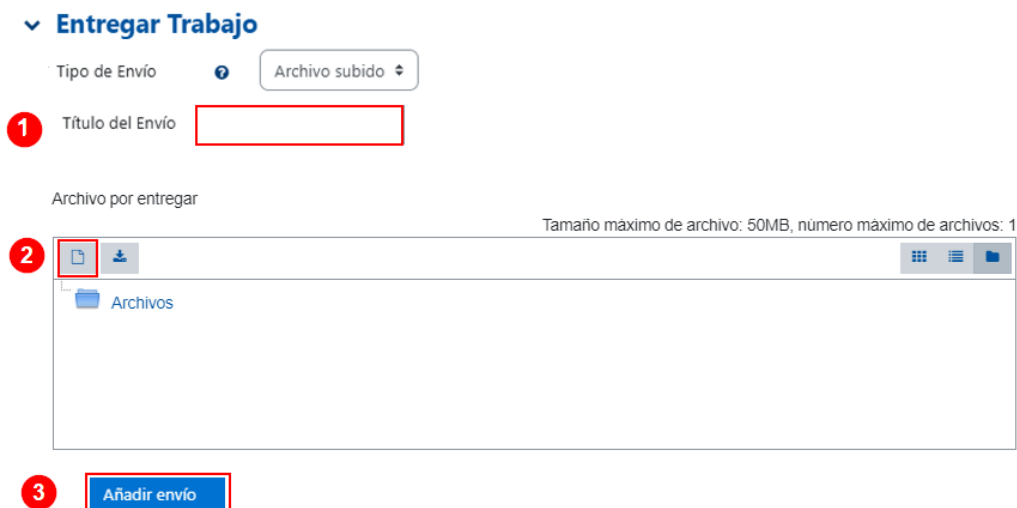 Entregar Trabajo
Tipo de Envío
Archivo subido
1
Título del Envío
Archivo por entregar
Tamaño máximo de archivo: 50MB, número máximo de archivos: 1
2
Archivos
3
Añadir envío